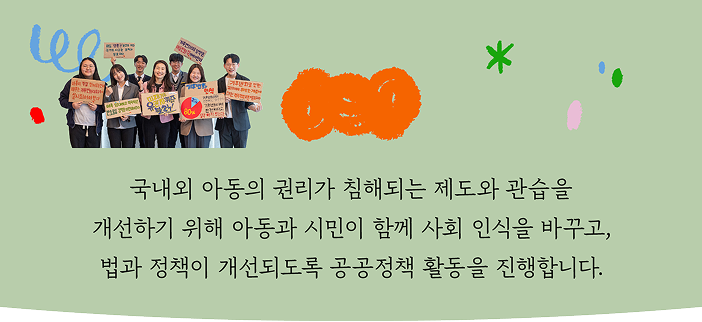 국내외 아동의 권리가 침해되는 제도와 관습을
개선하기 위해 아동과 시민이 함께 사회 인식을 바꾸고,
법과 정책이 개선되도록 공공정책 활동을 진행합니다.